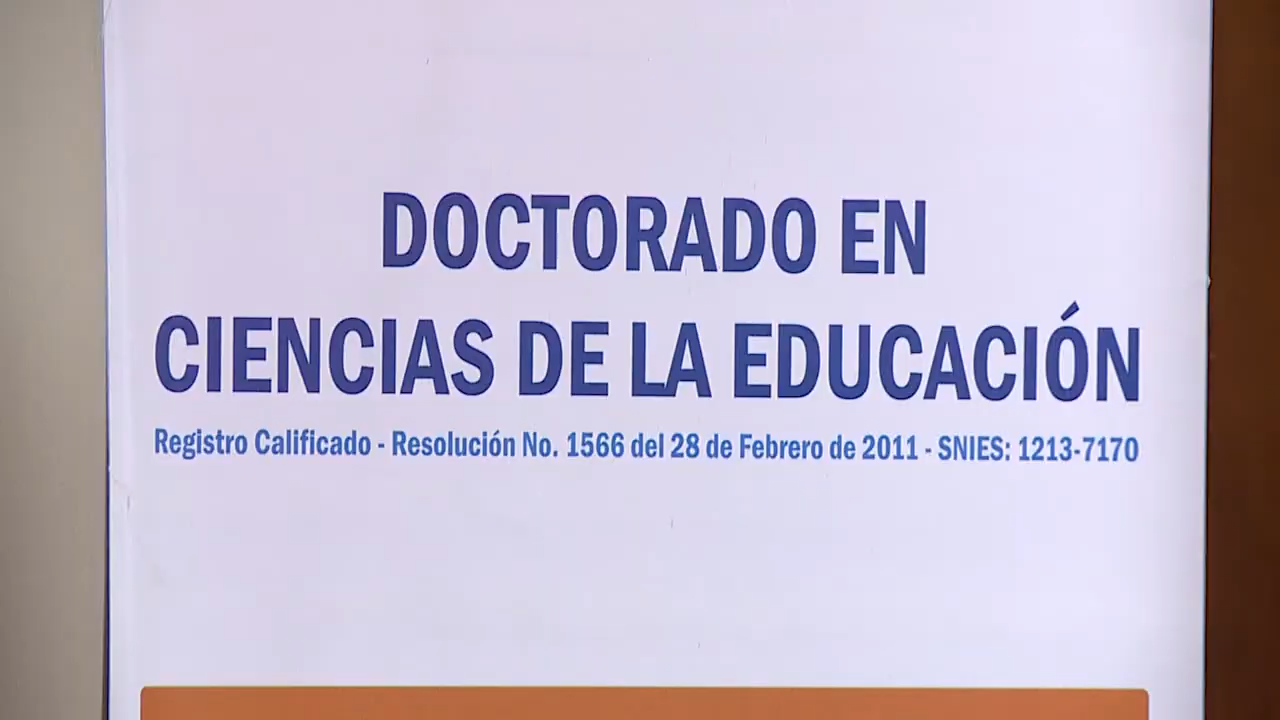 DOCTORADO EN
CIENCIAS DE LA EDUCACIÓN
Registro Calificado - Resolución No. 1566 del 28 de Febrero de 2011 - SNIES: 1213-7170